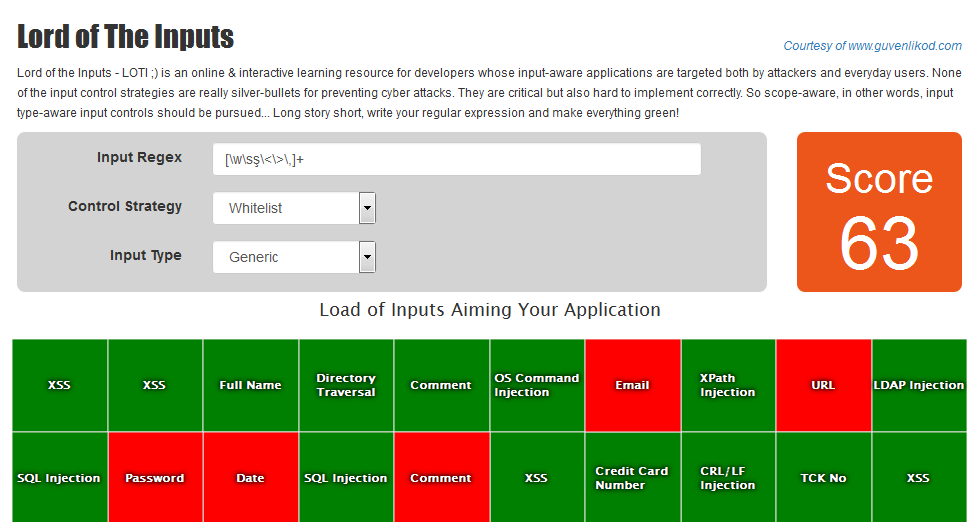 Lord of The Inputs
Courtesy of www.guvenlikod.com
Lord of the Inputs - LOTI ;) is an online & interactive learning resource for developers whose input-aware applications are targeted both by attackers and everyday users. None
of the input control strategies are really silver-bullets for preventing cyber attacks. They are critical but also hard to implement correctly. So scope-aware, in other words, input
type-aware input controls should be pursued... Long story short, write your regular expression and make everything green!
Input Regex [\w\sş\<\>\,]+
Control Strategy Whitelist
Input Type Generic
Score
63
Load of Inputs Aiming Your Application
XSS
XSS
Full Name
Directory
Traversal
Comment
OS Command
Injection
Email
XPath
Injection
URL
LDAP Injection
SQL Injection
Password
Date
SQL Injection
Comment
XSS
Credit Card
Number
CRL/LF
Injection
TCK No
XSS